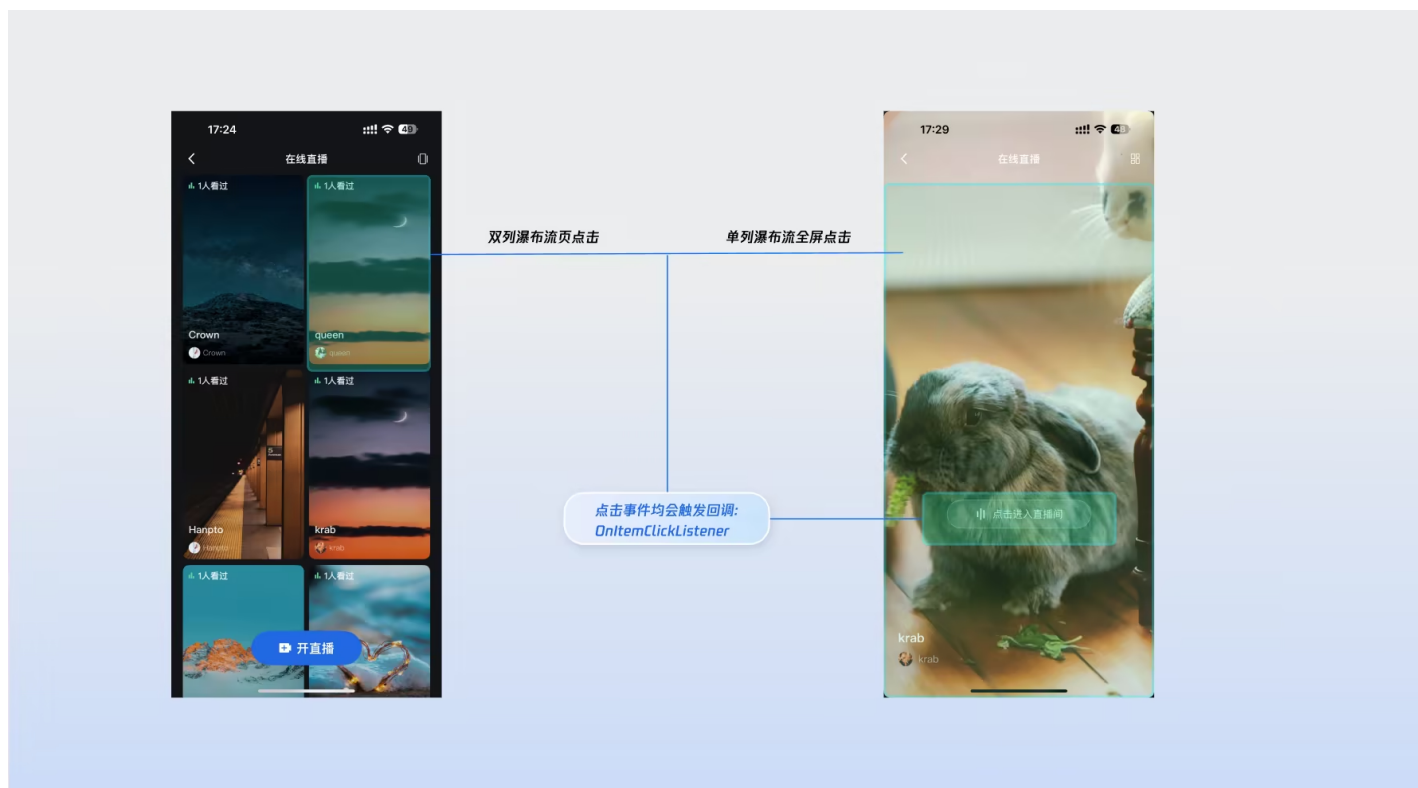 17:24
49
在线直播
1人看过
1人看过
Crown
Crown
queen
queen
1人看过
1人看过
Hanpto
Hanpto
krab
krab
1人看过
1人看过
开直播
双列瀑布流页点击
单列瀑布流全屏点击
点击事件均会触发回调:
OnItemClickListener
17:29
在线直播
点击进入直播间
krab
krab